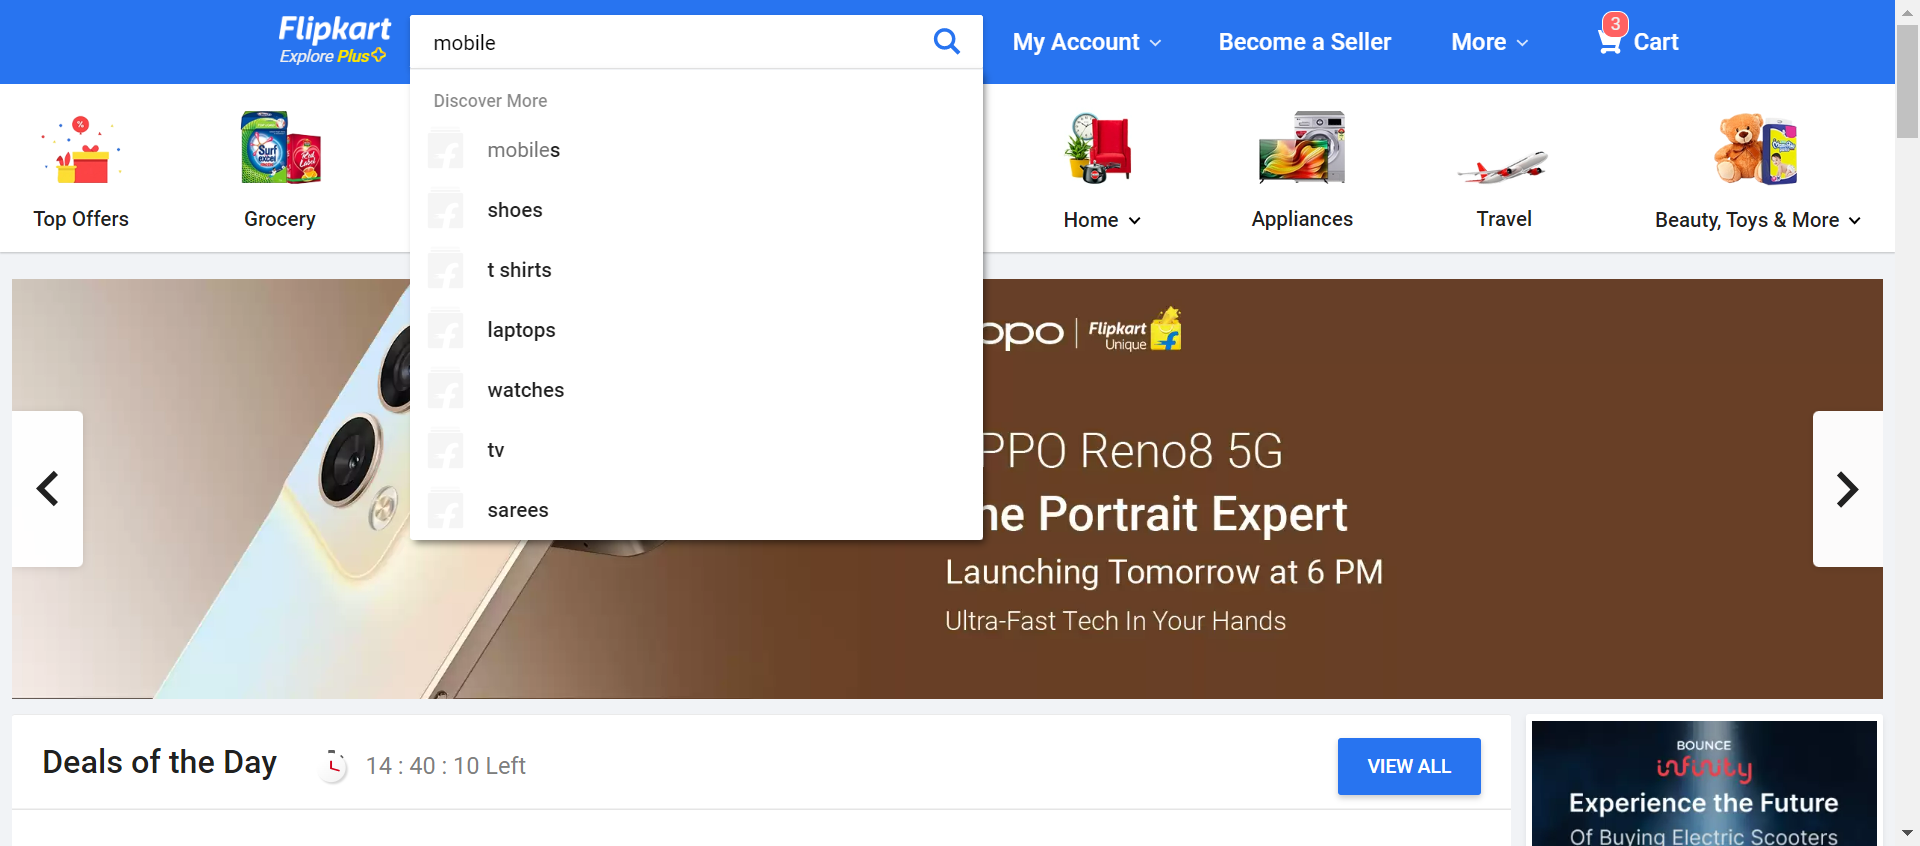 Flipkart
Explore Plus
mobile
My Account
Become a Seller
More
3
Cart
Discover More
mobiles
shoes
t shirts
laptops
watches
tv
sarees
%
Surf
excel
Red
Label
Top Offers
Grocery
Home
Appliances
Travel
Beauty, Toys & More
Flipkart
Unique
Reno8 5G
Portrait Expert
Launching Tomorrow at 6 PM
Ultra-Fast Tech In Your Hands
Deals of the Day
14 : 40 : 10 Left
VIEW ALL
BOUNCE
infinity
Experience the Future
Of Buying Electric Scooters